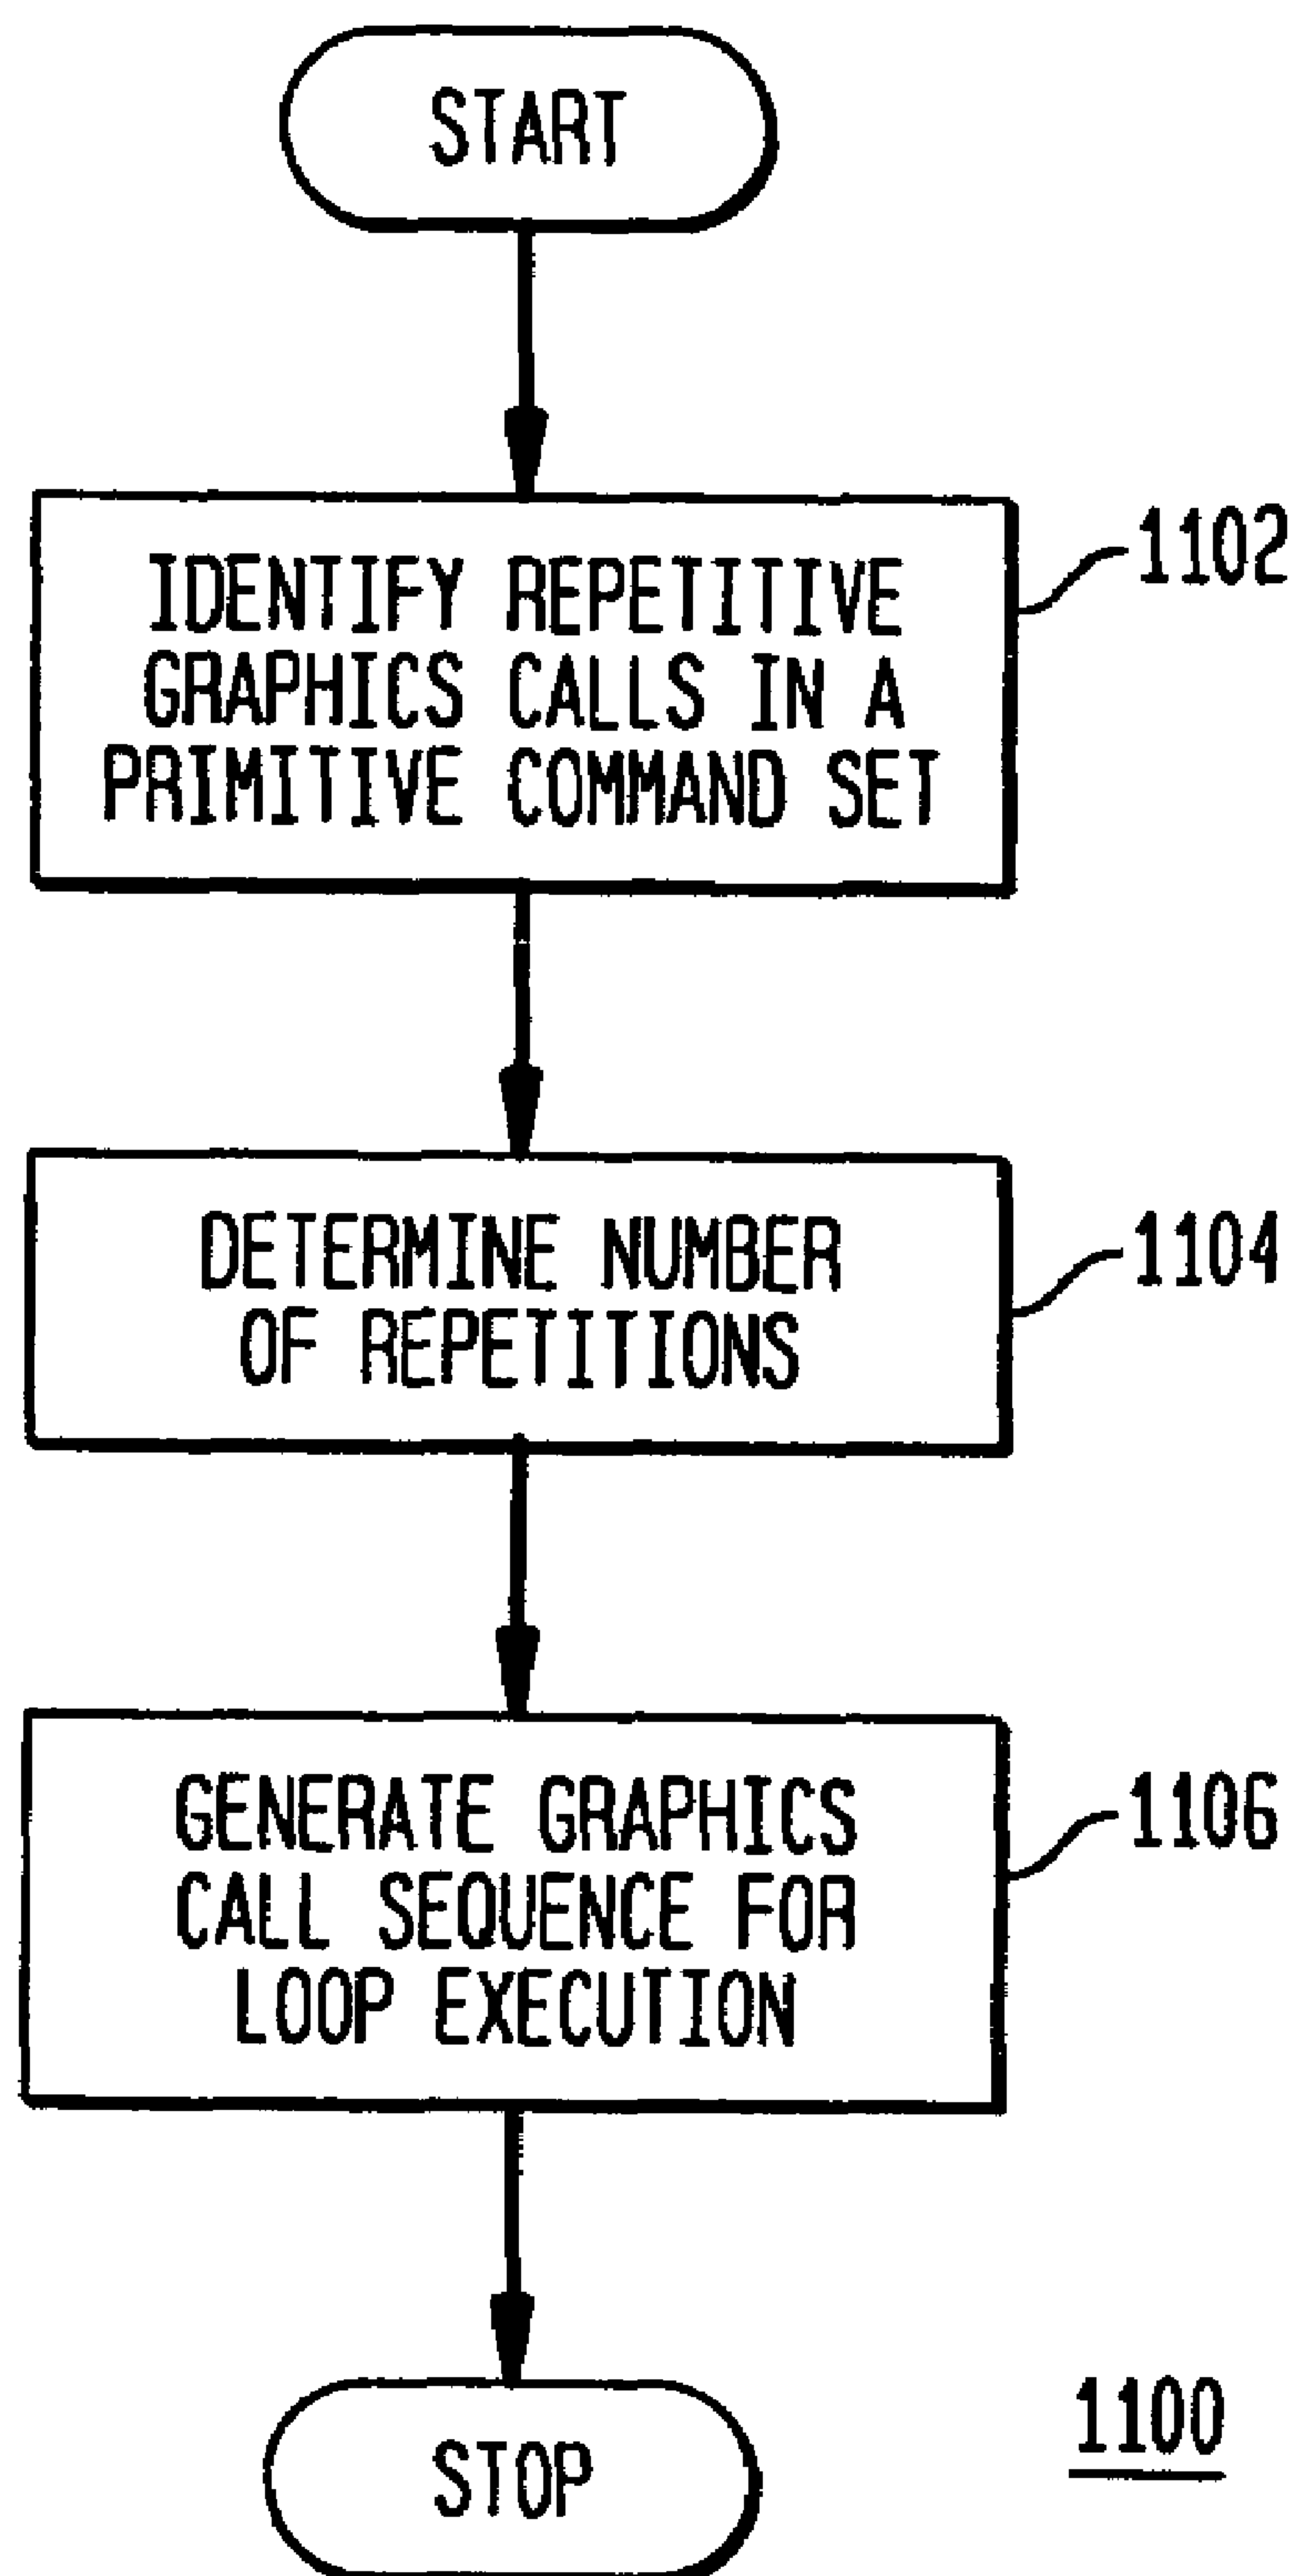 START
IDENTIFY REPETITIVE
GRAPHICS CALLS IN A
PRIMITIVE COMMAND SET
1102
DETERMINE NUMBER
OF REPETITIONS
1104
GENERATE GRAPHICS
CALL SEQUENCE FOR
LOOP EXECUTION
1106
STOP
1100